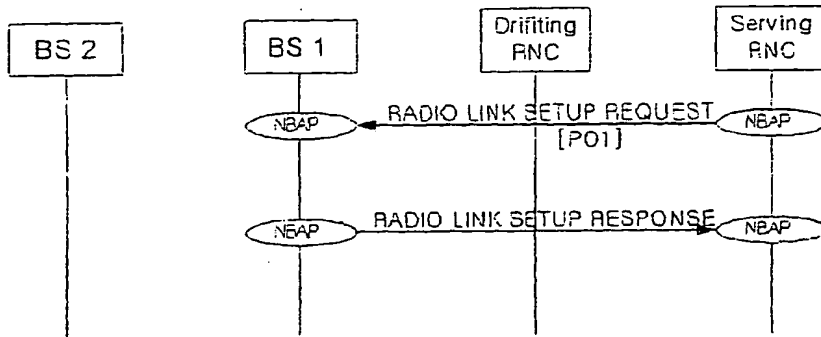 BS 2
BS 1
Drifiting
RNC
Serving
RNC
NBAP
RADIO LINK SETUP REQUEST
[PO1]
NBAP
NBAP
RADIO LINK SETUP RESPONSE
NBAP